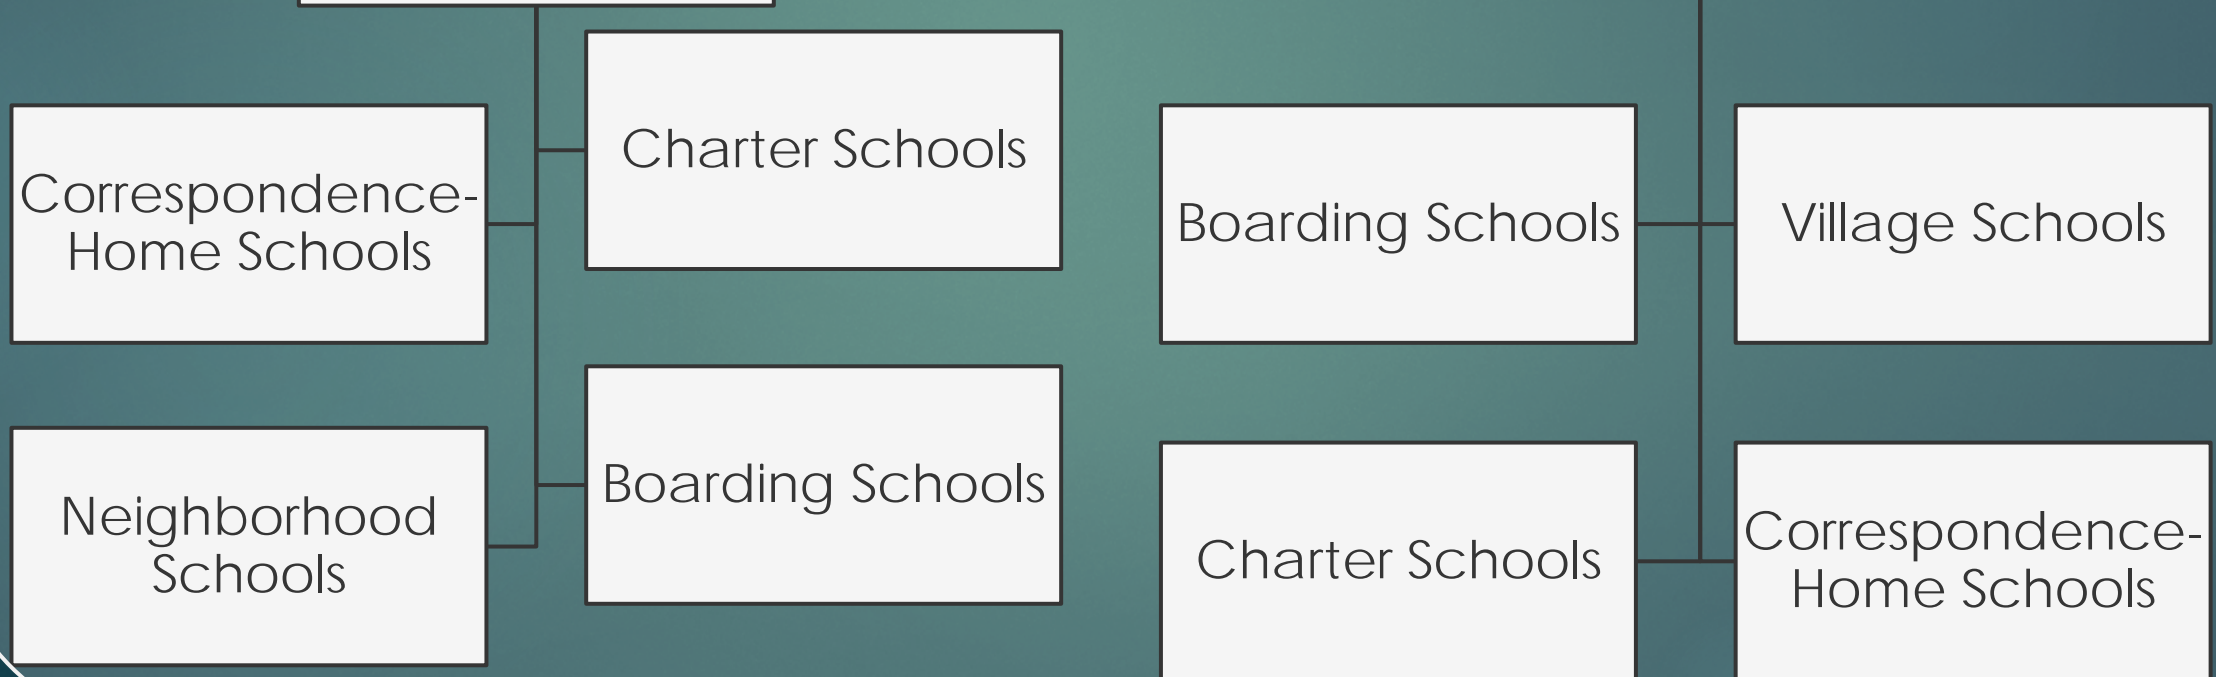 Charter Schools
Correspondence-
Home Schools
Boarding Schools
Neighborhood
Schools
Boarding Schools
Village Schools
Charter Schools
Correspondence-
Home Schools